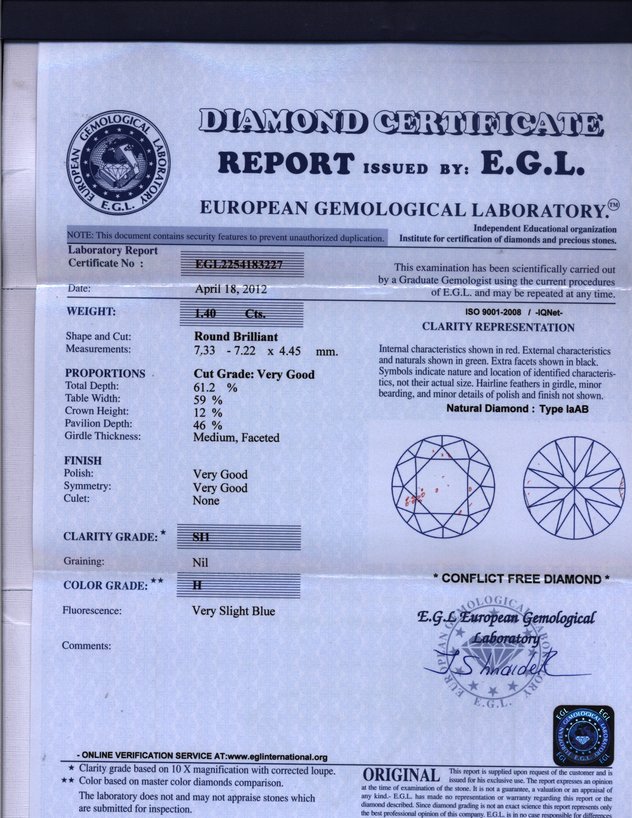 EUROPEAN GEMOLOGICAL LABORATORY
E.G.L.
DIAMOND CERTIFICATE
REPORT ISSUED BY: E.G.L.
EUROPEAN GEMOLOGICAL LABORATORY.™
Independent Educational organization
Institute for certification of diamonds and precious stones.
NOTE: This document contains security features to prevent unauthorized duplication.
Laboratory Report
Certificate No : EGL2254183227
Date: April 18, 2012
WEIGHT: 1.40 Cts.
Shape and Cut: Round Brilliant
Measurements: 7,33 - 7.22 x 4.45 mm.
PROPORTIONS Cut Grade: Very Good
Total Depth: 61.2 %
Table Width: 59 %
Crown Height: 12 %
Pavilion Depth: 46 %
Girdle Thickness: Medium, Faceted
FINISH
Polish: Very Good
Symmetry: Very Good
Culet: None
CLARITY GRADE: * SI1
Graining: Nil
COLOR GRADE: ** H
Fluorescence: Very Slight Blue
Comments:
This examination has been scientifically carried out
by a Graduate Gemologist using the current procedures
of E.G.L. and may be repeated at any time.
ISO 9001-2008 / -IQNet-
CLARITY REPRESENTATION
Internal characteristics shown in red. External characteristics
and naturals shown in green. Extra facets shown in black.
Symbols indicate nature and location of identified characteris-
tics, not their actual size. Hairline feathers in girdle, minor
bearding, and minor details of polish and finish not shown.
Natural Diamond : Type IaAB
* CONFLICT FREE DIAMOND *
E.G.L European Gemological
Laboratory
EUROPEAN GEMOLOGICAL LABORATORY
E.G.L.
EGL EGL
E.G.L
- ONLINE VERIFICATION SERVICE AT:www.eglinternational.org
* Clarity grade based on 10 X magnification with corrected loupe.
** Color based on master color diamonds comparison.
The laboratory does not and may not appraise stones which
are submitted for inspection.
ORIGINAL This report is supplied upon request of the customer and is
issued for his exclusive use. The report expresses an opinion
at the time of examination of the stone. It is not a guarantee, a valuation or an appraisal of
any kind.- E.G.L. has made no representation or warranty regarding this report or the
diamond described. Since diamond grading is not an exact science this report represents only
the best professional opinion of this company. E.G.L. is in no case responsible for differences